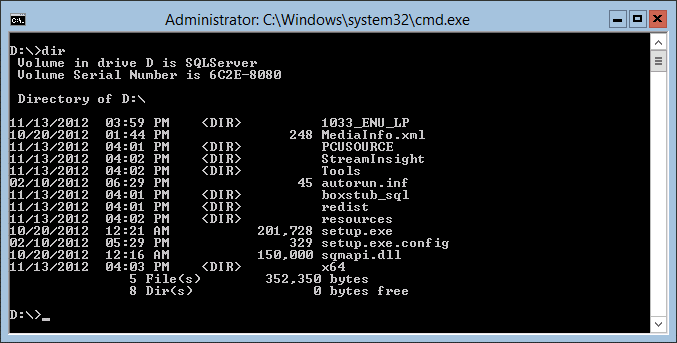 Administrator: C:\Windows\system32\cmd.exe
D:\>dir
 Volume in drive D is SQLServer
 Volume Serial Number is 6C2E-8080
 Directory of D:\
11/13/2012  03:59 PM    <DIR>          1033_ENU_LP
10/20/2012  01:44 PM               248 MediaInfo.xml
11/13/2012  04:01 PM    <DIR>          PCUSOURCE
11/13/2012  04:02 PM    <DIR>          StreamInsight
11/13/2012  04:02 PM    <DIR>          Tools
02/10/2012  06:29 PM                45 autorun.inf
11/13/2012  04:01 PM    <DIR>          boxstub_sql
11/13/2012  04:01 PM    <DIR>          redist
11/13/2012  04:02 PM    <DIR>          resources
10/20/2012  12:21 AM           201,728 setup.exe
02/10/2012  05:29 PM               329 setup.exe.config
10/20/2012  12:16 AM           150,000 sqmapi.dll
11/13/2012  04:03 PM    <DIR>          x64
               5 File(s)        352,350 bytes
               8 Dir(s)               0 bytes free
D:\>_